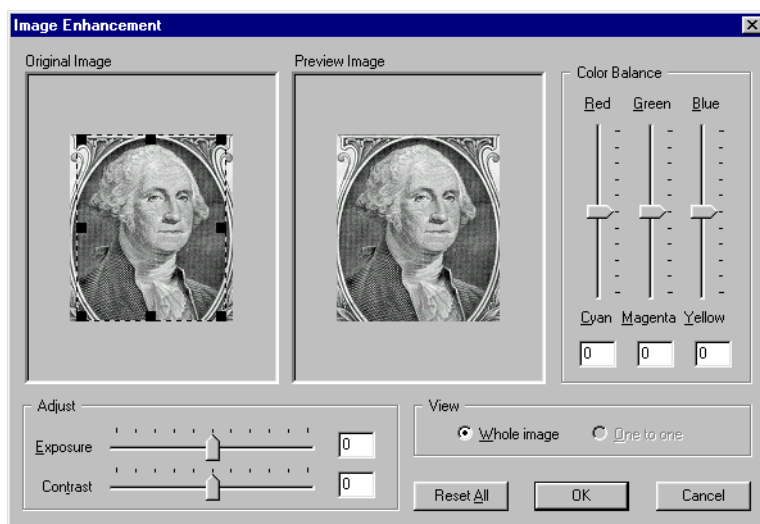 Image Enhancement
Original Image
Preview Image
Color Balance
Red Green Blue
Cyan Magenta Yellow
0 0 0
Adjust
Exposure 0
Contrast 0
View
Whole image One to one
Reset All OK Cancel